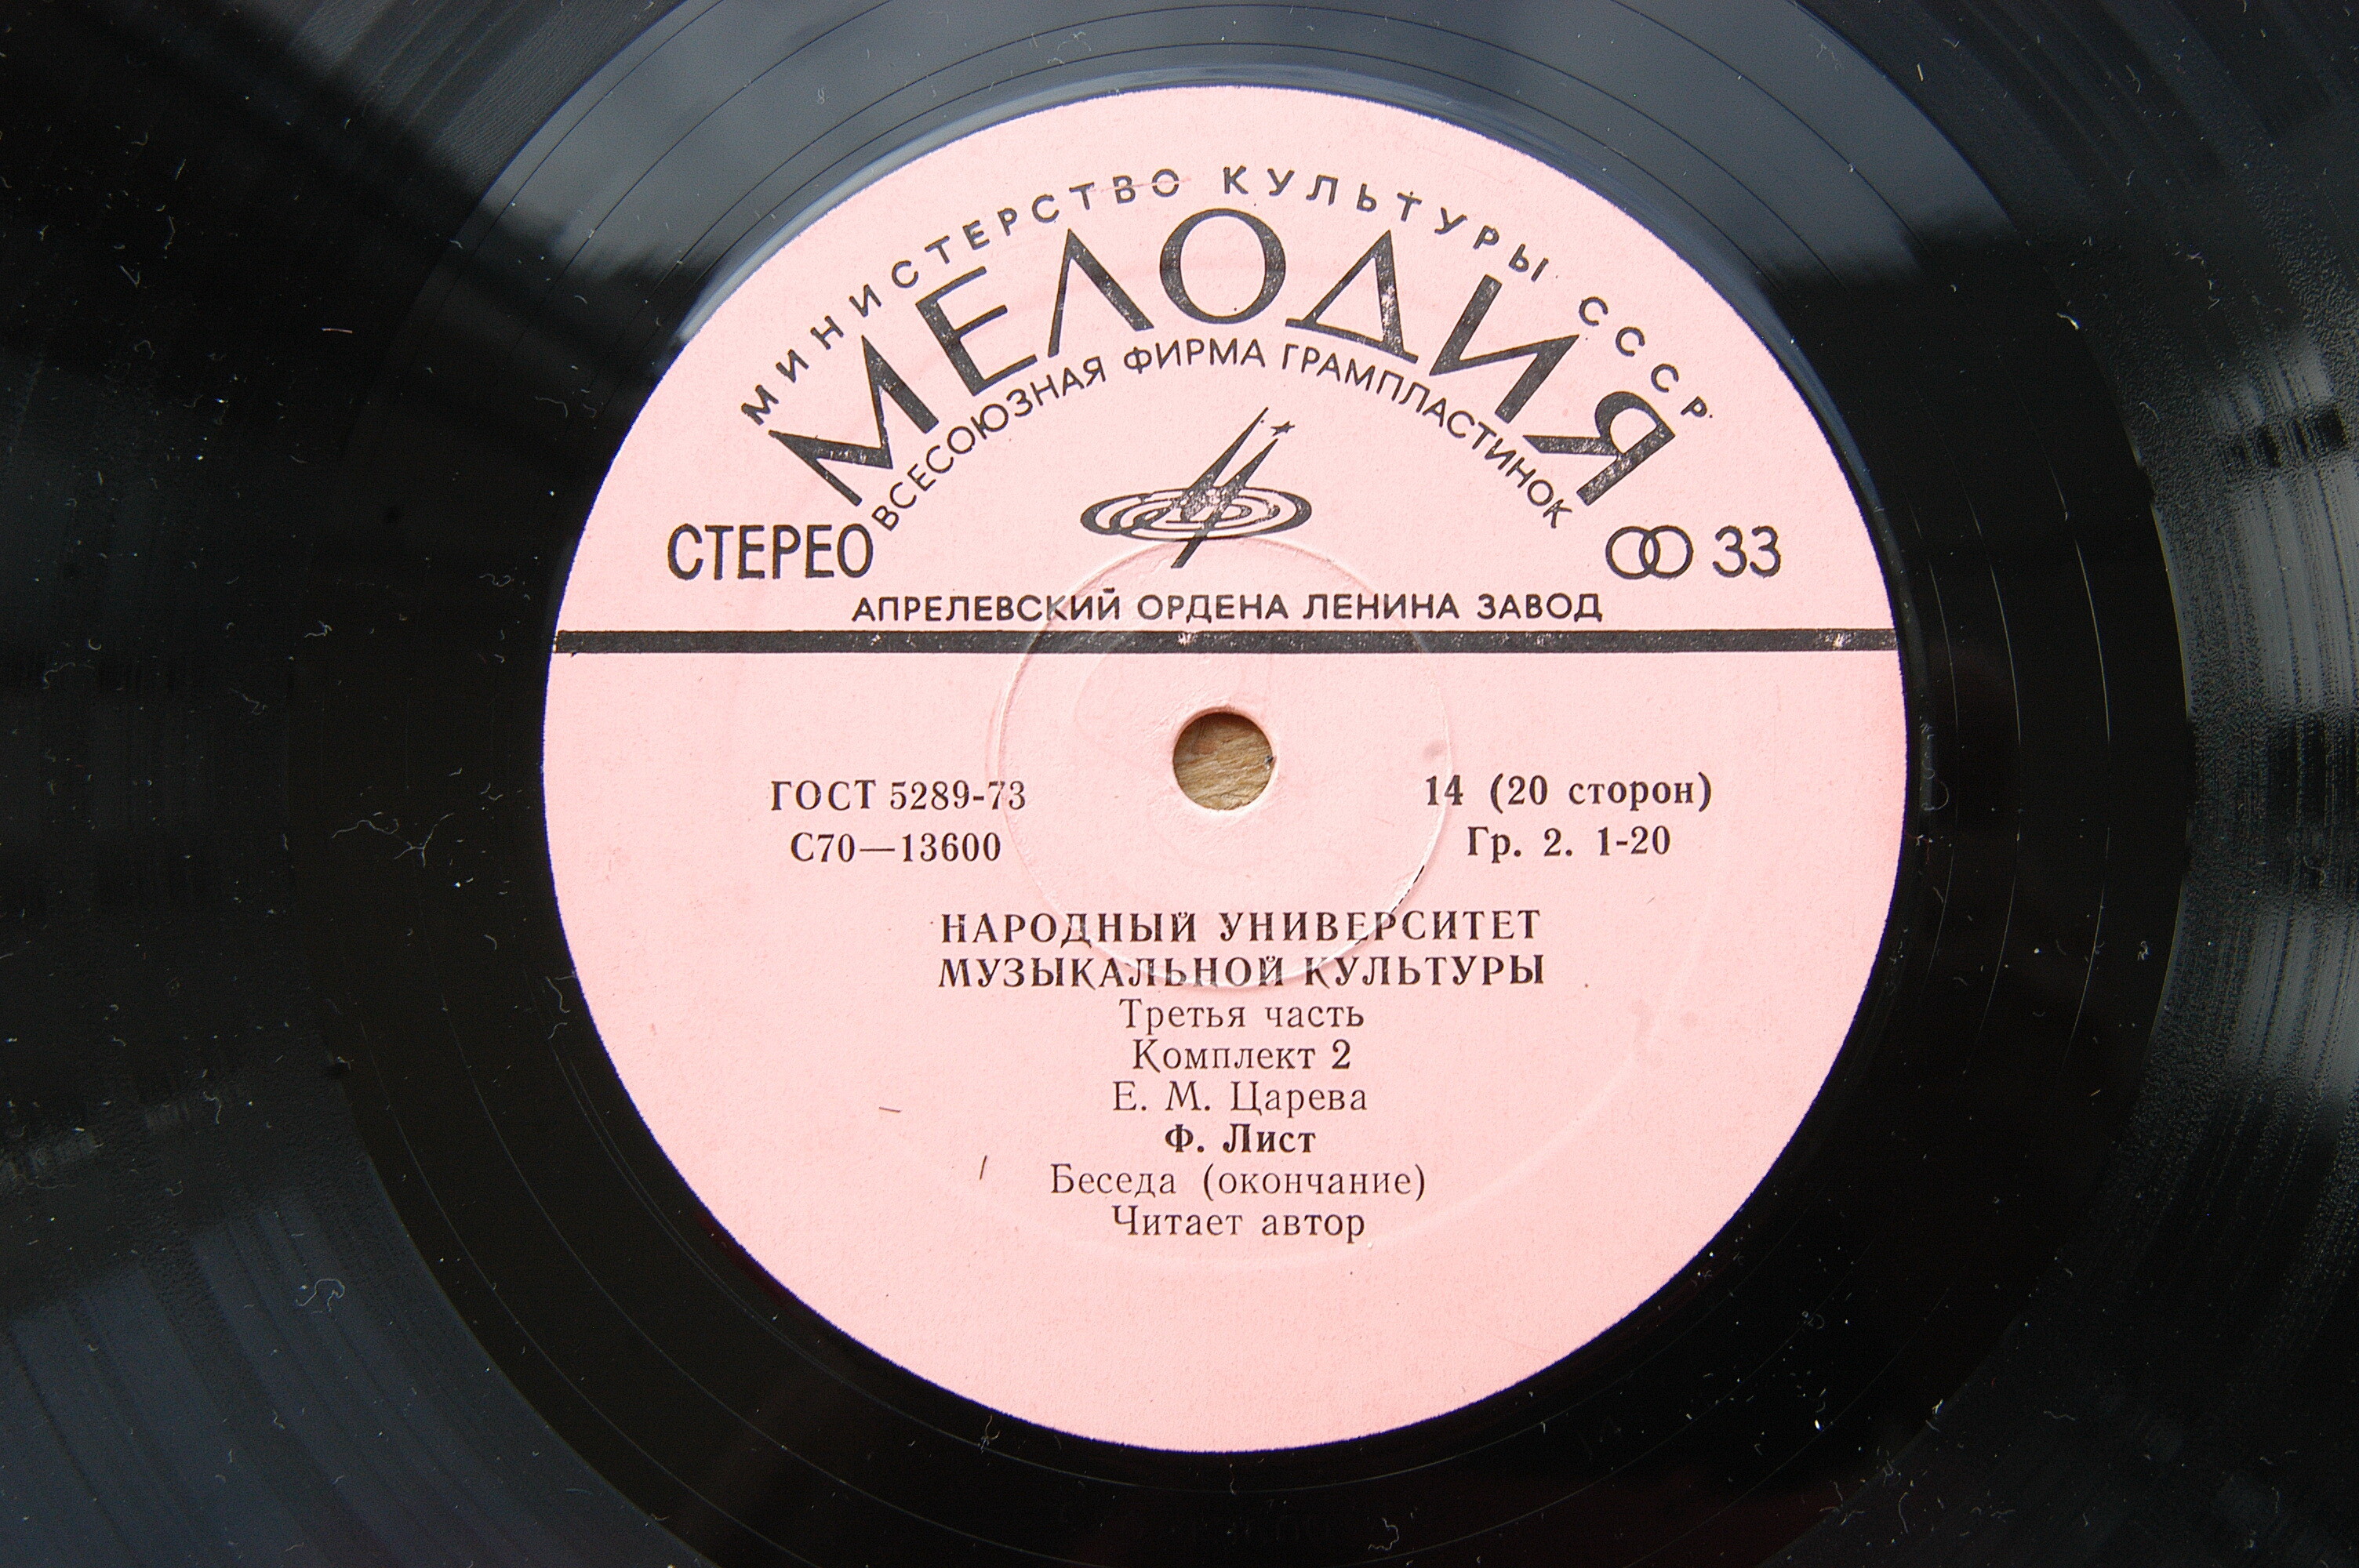 МИНИСТЕРСТВО КУЛЬТУРЫ СССР
МЕЛОДИЯ
ВСЕСОЮЗНАЯ ФИРМА ГРАМПЛАСТИНОК
СТЕРЕО
33
АПРЕЛЕВСКИЙ ОРДЕНА ЛЕНИНА ЗАВОД
ГОСТ 5289-73
С70—13600
14 (20 сторон)
Гр. 2. 1-20
НАРОДНЫЙ УНИВЕРСИТЕТ
МУЗЫКАЛЬНОЙ КУЛЬТУРЫ
Третья часть
Комплект 2
Е. М. Царева
Ф. Лист
Беседа (окончание)
Читает автор